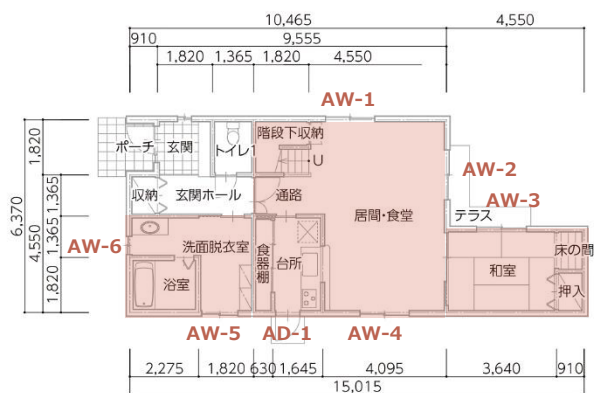 10,465
4,550
910
9,555
1,820
1,365
1,820
4,550
AW-1
ポーチ
玄関
トイレ1
階段下収納
U
AW-2
収納
玄関ホール
通路
居間・食堂
テラス
AW-3
AW-6
洗面脱衣室
食器棚
台所
和室
床の間
浴室
押入
AW-5
AD-1
AW-4
6,370
1,820
4,550
1,365
1,365
1,820
2,275
1,820
630
1,645
4,095
3,640
910
15,015